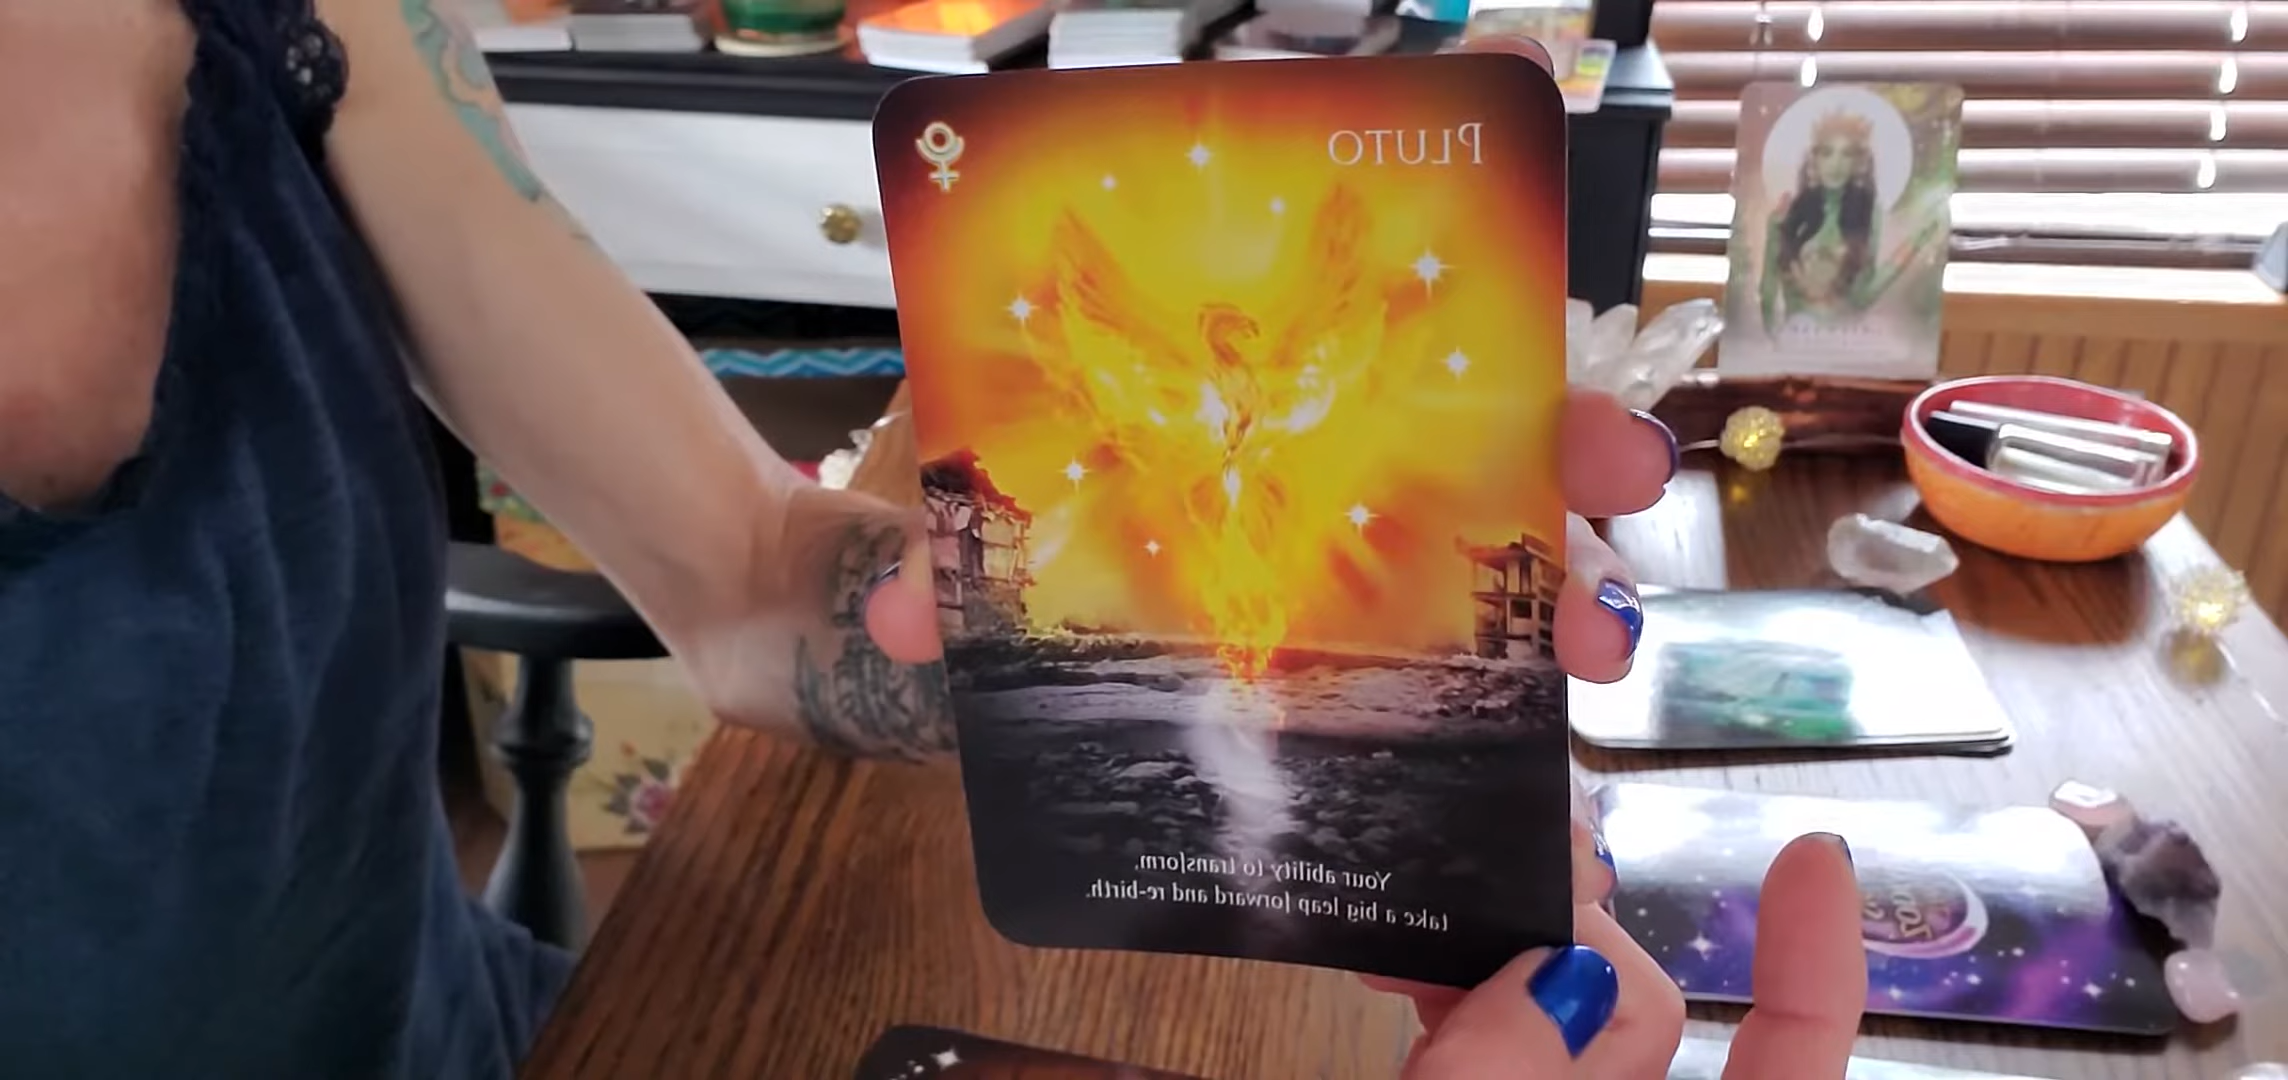 PLUTO
Your ability to transform,
take a big leap forward and re-birth.